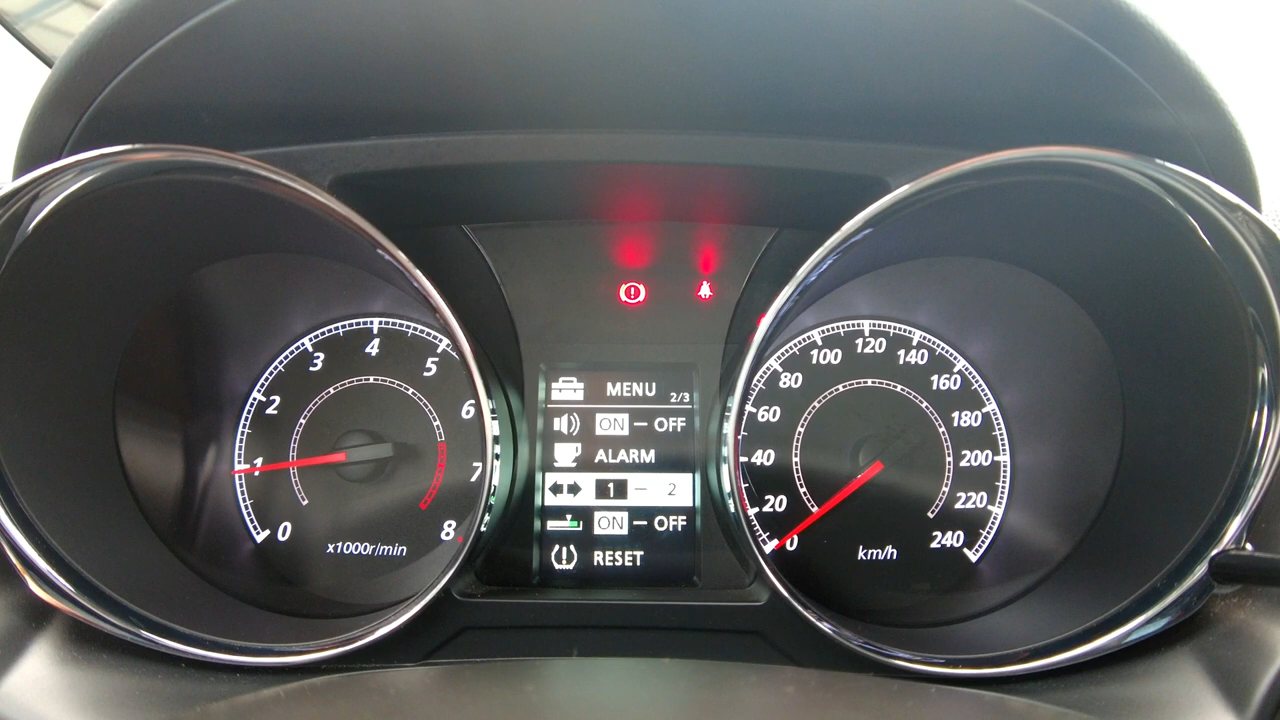 0
1
2
3
4
5
6
7
8
x1000r/min
MENU 2/3
ON — OFF
ALARM
1 — 2
ON — OFF
RESET
0
20
40
60
80
100
120
140
160
180
200
220
240
km/h